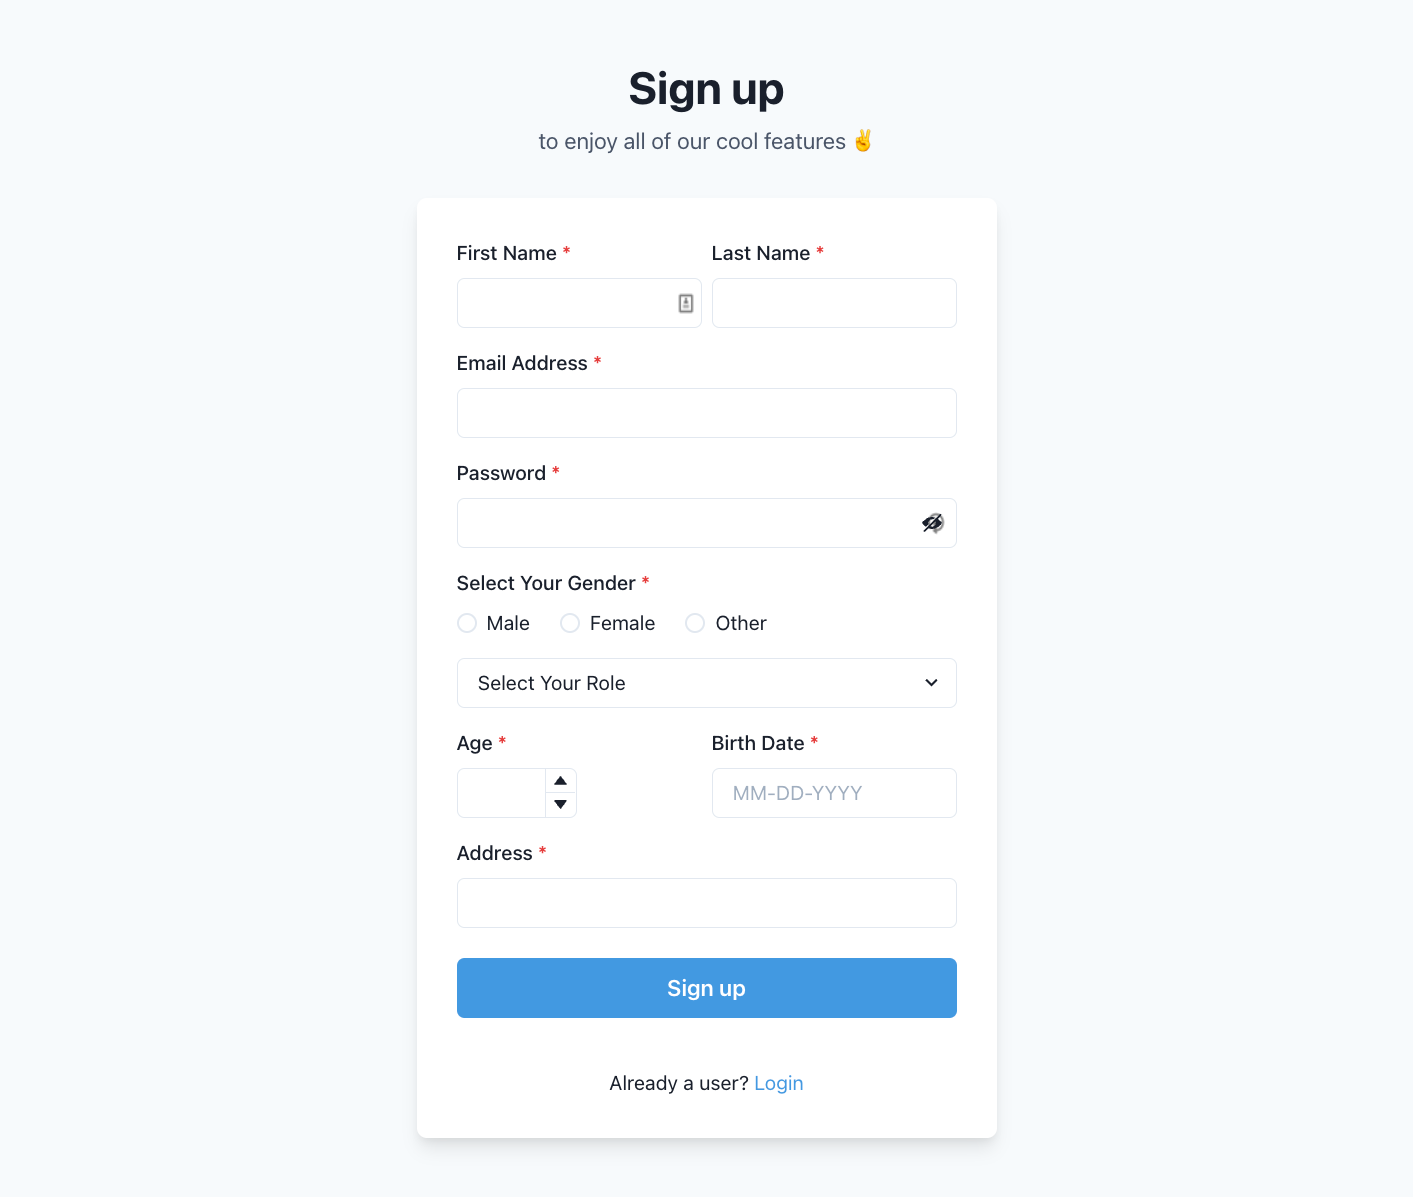 Sign up
to enjoy all of our cool features ✌️
First Name * Last Name *
Email Address *
Password *
Select Your Gender *
Male Female Other
Select Your Role
Age * Birth Date *
MM-DD-YYYY
Address *
Sign up
Already a user? Login